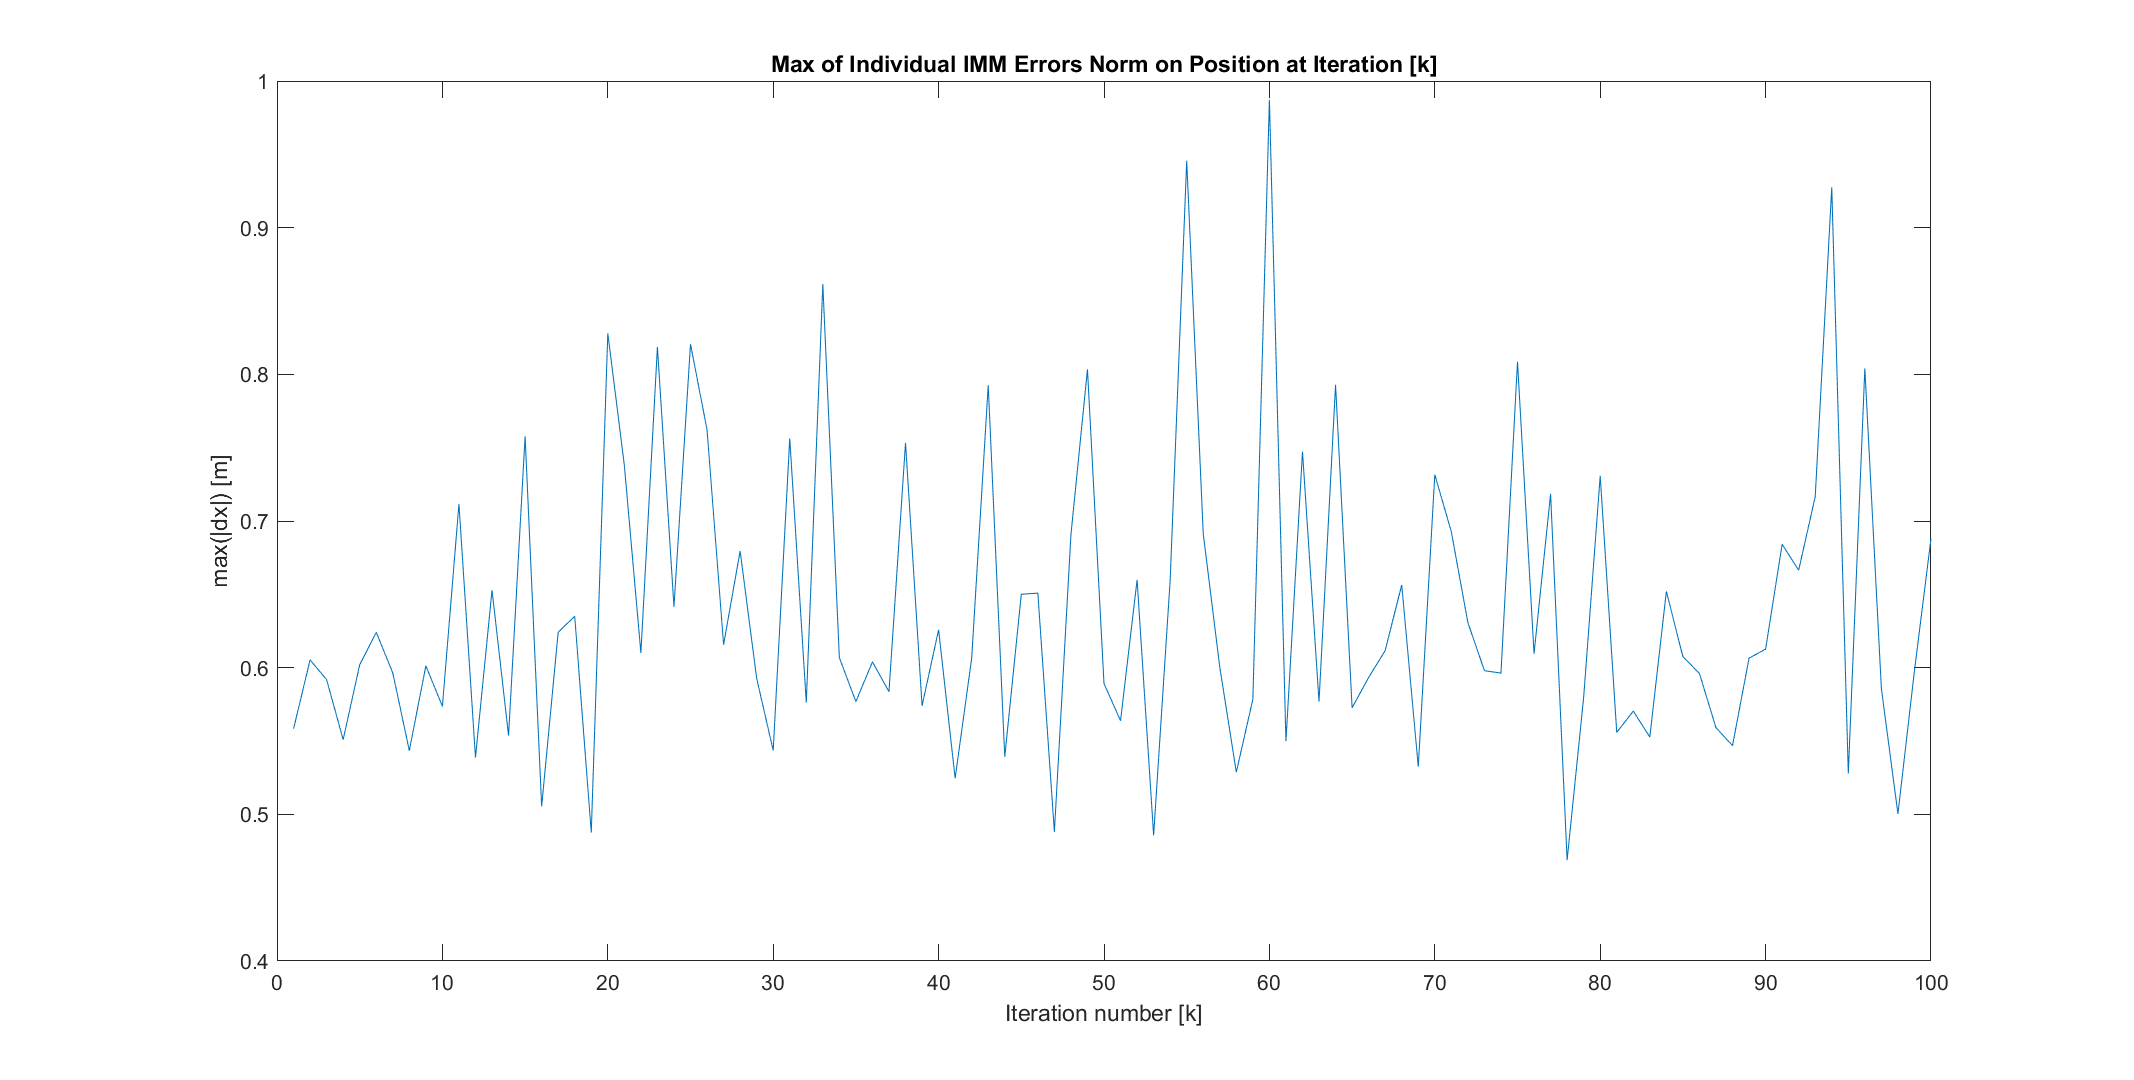 Max of Individual IMM Errors Norm on Position at Iteration [k]
1
0.9
0.8
0.7
0.6
0.5
0.4
max(|dx|) [m]
0 10 20 30 40 50 60 70 80 90 100
Iteration number [k]